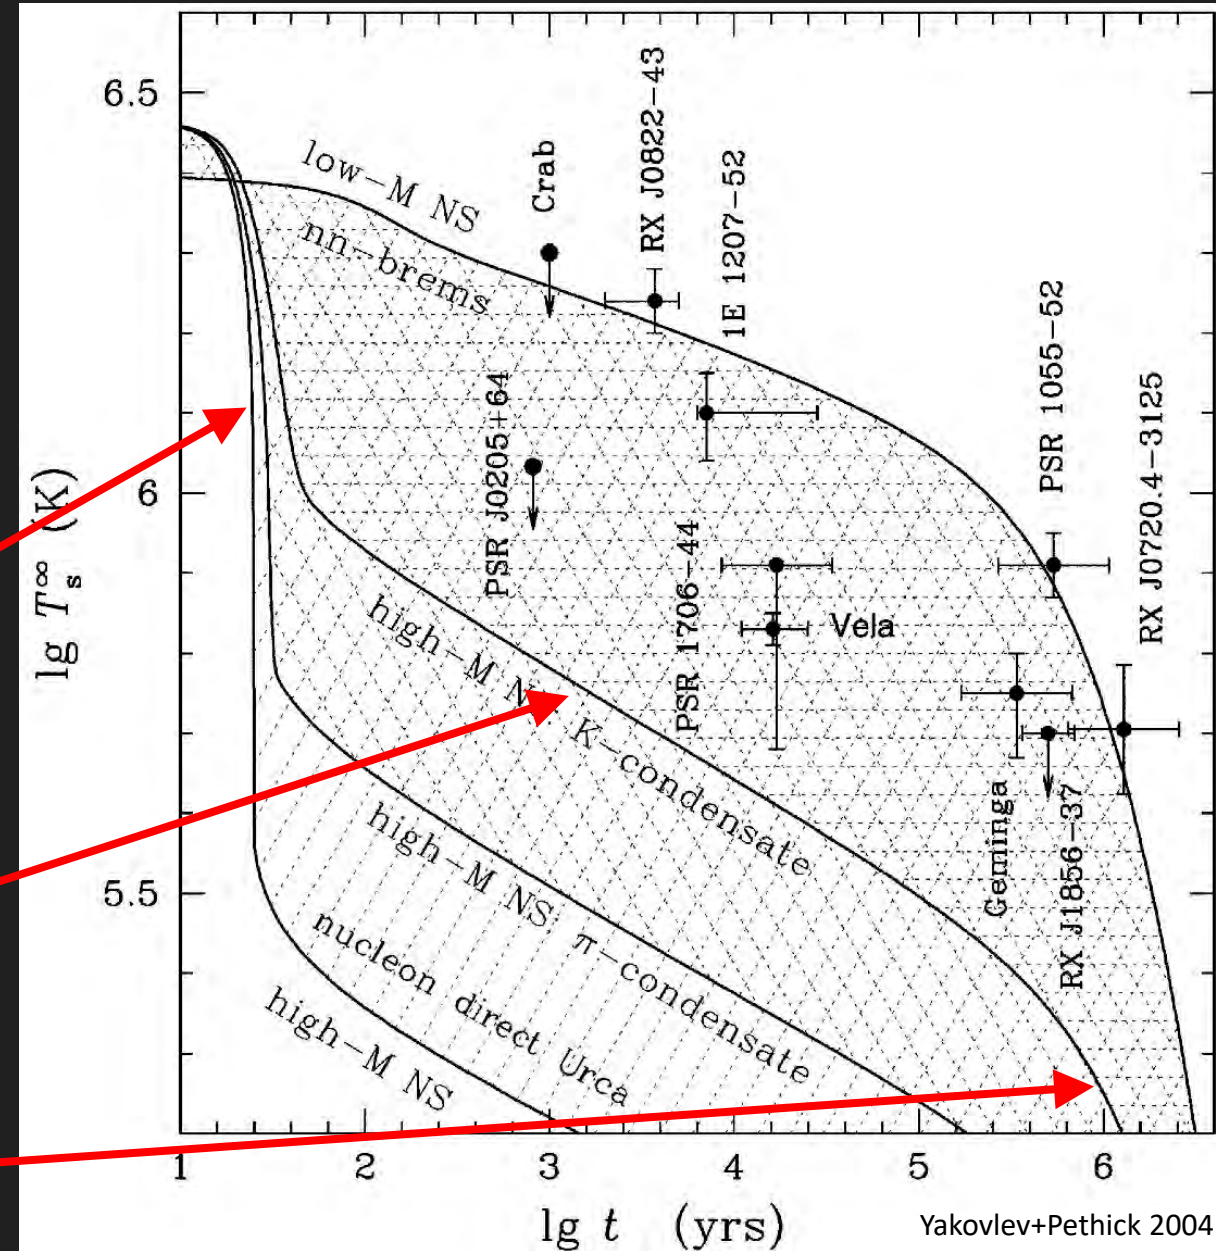 6.5
6
5.5
lg T∞s (K)
low-M NS
nn-brems
Crab
RX J0822-43
1E 1207-52
PSR J0205+64
PSR 1706-44
Vela
PSR 1055-52
RX J0720.4-3125
Geminga
RX J1856-37
high-M NS K-condensate
high-M NS π-condensate
nucleon direct Urca
high-M NS
1 2 3 4 5 6
lg t (yrs)
Yakovlev+Pethick 2004